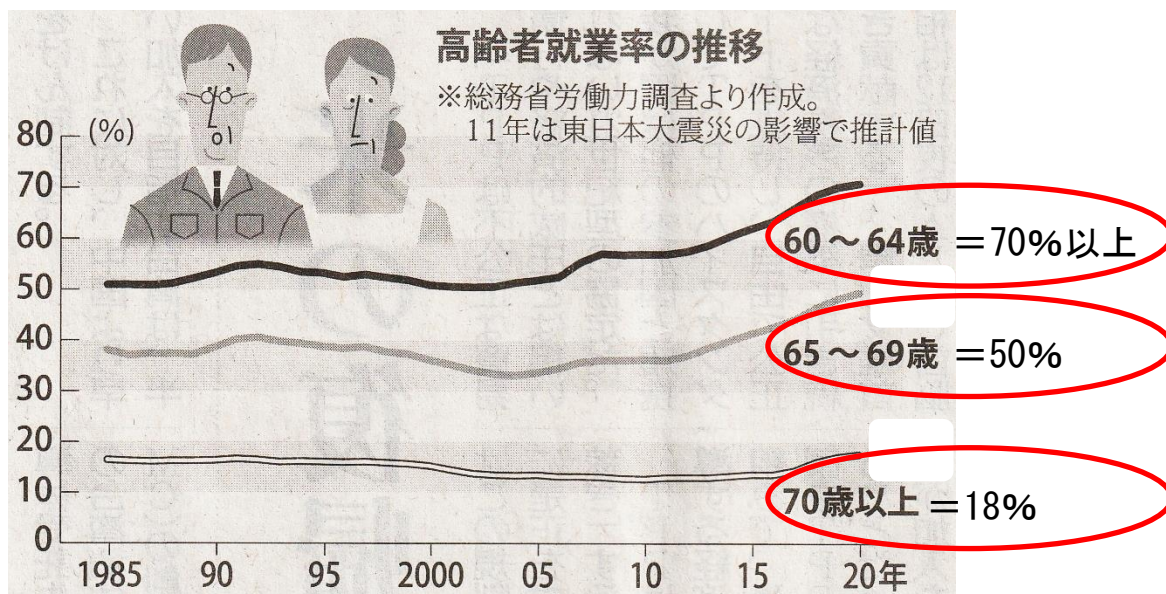 高齢者就業率の推移
※総務省労働力調査より作成。
11年は東日本大震災の影響で推計値
(%)
80
70
60
50
40
30
20
10
0
60～64歳 ＝70%以上
65～69歳 ＝50%
70歳以上 ＝18%
1985 90 95 2000 05 10 15 20年